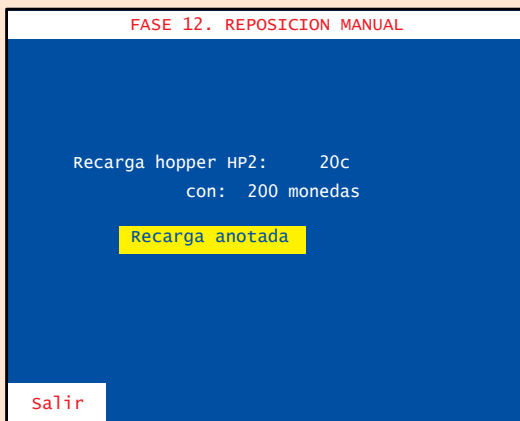 FASE 12. REPOSICION MANUAL
Recarga hopper HP2: 20c
con: 200 monedas
Recarga anotada
Salir